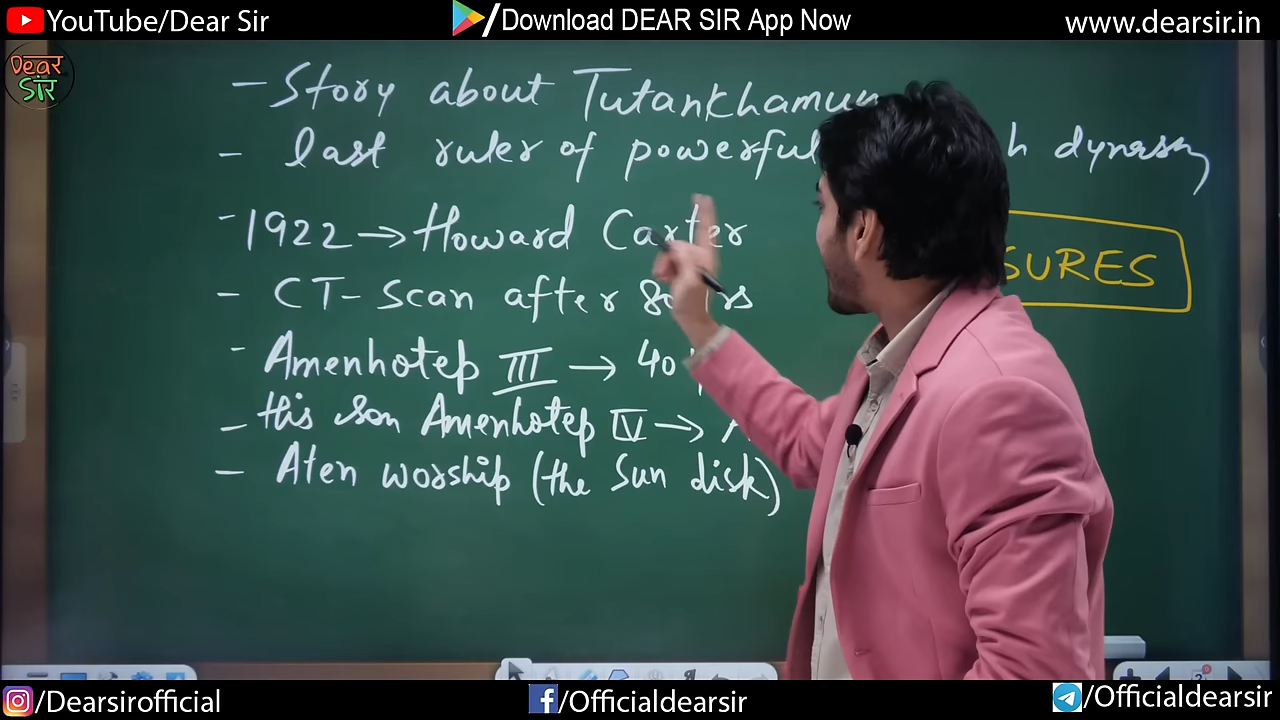 YouTube/Dear Sir
/Download DEAR SIR App Now
www.dearsir.in
Dear
Sir
- Story about Tutankhamun
- last ruler of powerful h dynasty
- 1922 → Howard Carter
SURES
- CT-Scan after 80 rs
- Amenhotep III → 40
- His son Amenhotep IV → A
- Aten worship (the Sun disk)
/Dearsirofficial
/Officialdearsir
/Officialdearsir